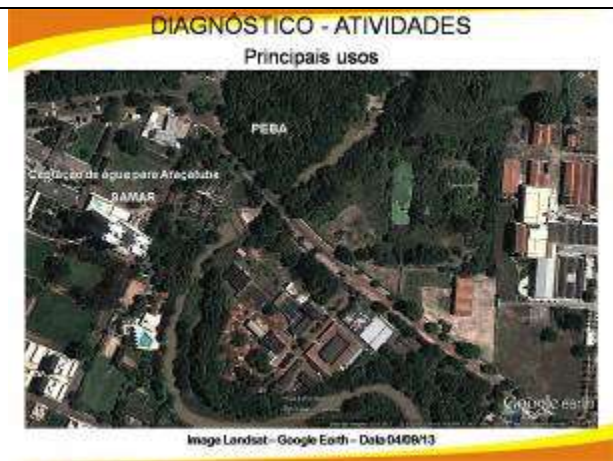 DIAGNÓSTICO - ATIVIDADES
Principais usos
PEBA
Captação de água para Araçatuba
SAMAR
Google earth
Image Landsat - Google Earth - Data 04/09/13